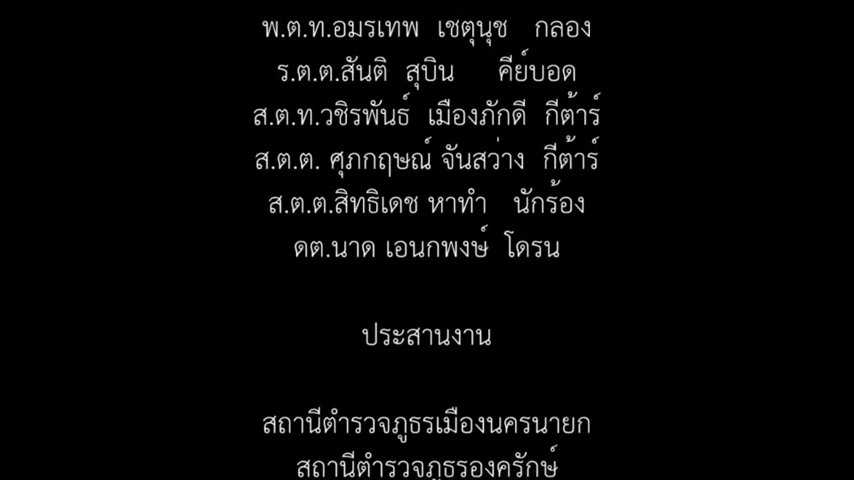 พ.ต.ท.อมรเทพ เชตุนุช กลอง
ร.ต.ต.สันติ สุบิน คีย์บอด
ส.ต.ท.วชิรพันธ์ เมืองภักดี กีต้าร์
ส.ต.ต. ศุภกฤษณ์ จันสว่าง กีต้าร์
ส.ต.ต.สิทธิเดช หาทำ นักร้อง
ดต.นาด เอนกพงษ์ โดรน
ประสานงาน
สถานีตำรวจภูธรเมืองนครนายก
สถานีตำรวจภูธรองครักษ์